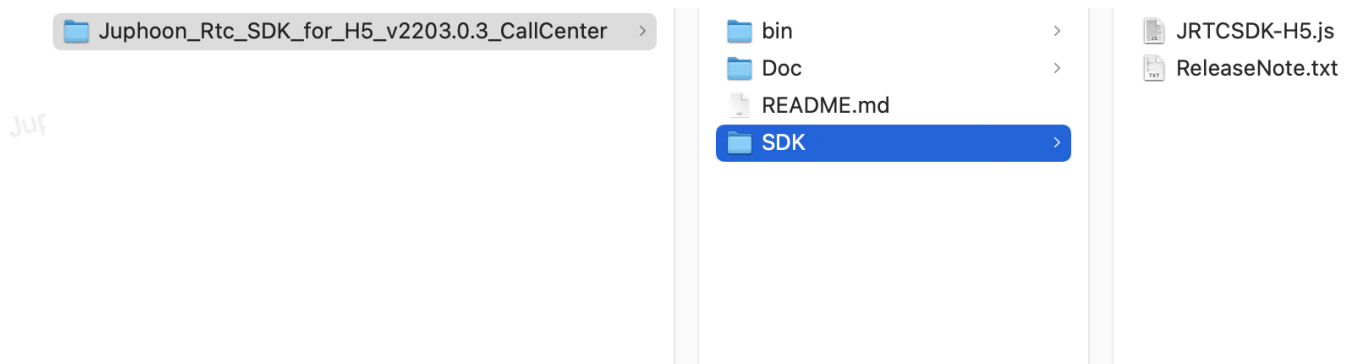 Juphoon_Rtc_SDK_for_H5_v2203.0.3_CallCenter
bin
Doc
README.md
SDK
JRTCSDK-H5.js
ReleaseNote.txt